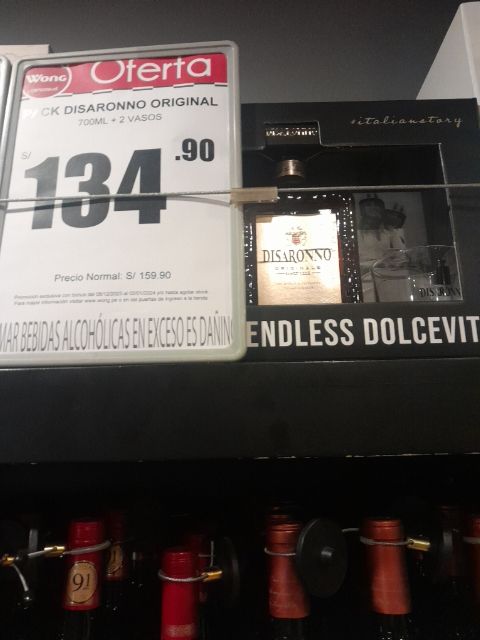 Wong
Oferta
PACK DISARONNO ORIGINAL
700ML + 2 VASOS
S/
134.90
Precio Normal: S/ 159.90
MAR BEBIDAS ALCOHÓLICAS EN EXCESO ES DAÑIN
#italianstory
DISARONNO
ORIGINALE
ENDLESS DOLCEVIT
91